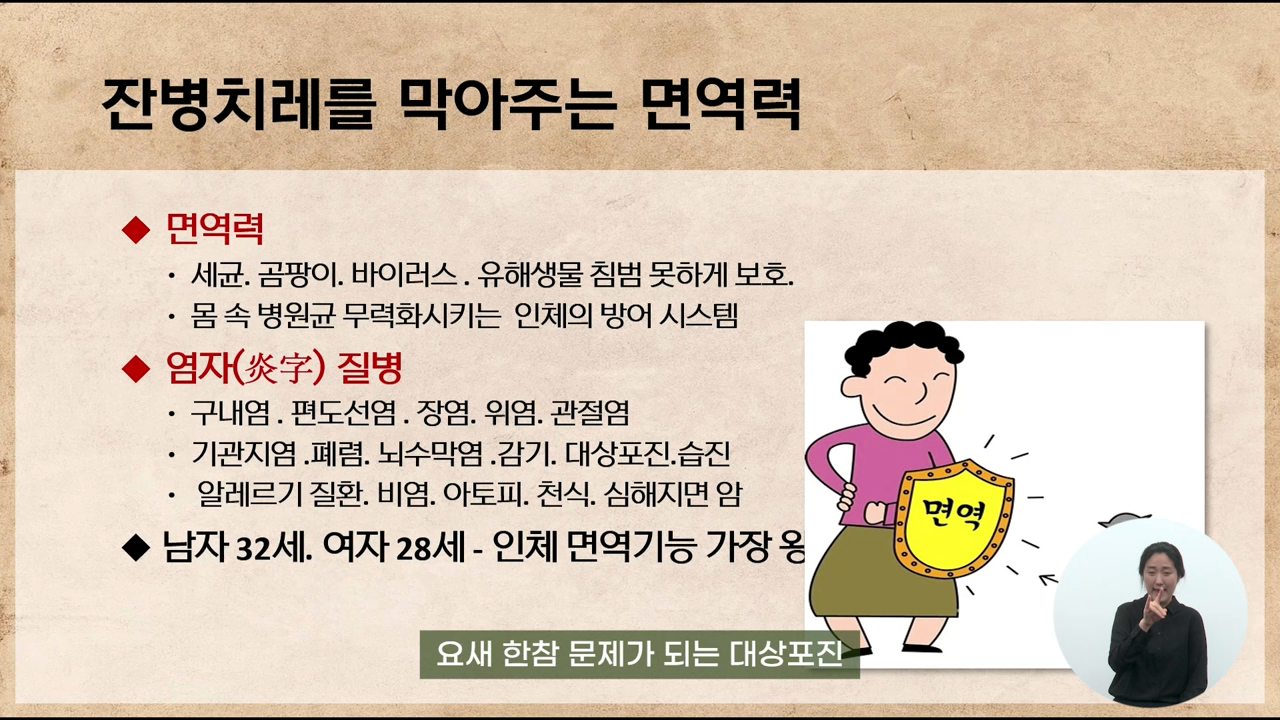 잔병치레를 막아주는 면역력
◆ 면역력
• 세균. 곰팡이. 바이러스 . 유해생물 침범 못하게 보호.
• 몸 속 병원균 무력화시키는 인체의 방어 시스템
◆ 염자(炎字) 질병
• 구내염 . 편도선염 . 장염. 위염. 관절염
• 기관지염 .폐렴. 뇌수막염 .감기. 대상포진.습진
• 알레르기 질환. 비염. 아토피. 천식. 심해지면 암
◆ 남자 32세. 여자 28세 - 인체 면역기능 가장
면역
요새 한참 문제가 되는 대상포진